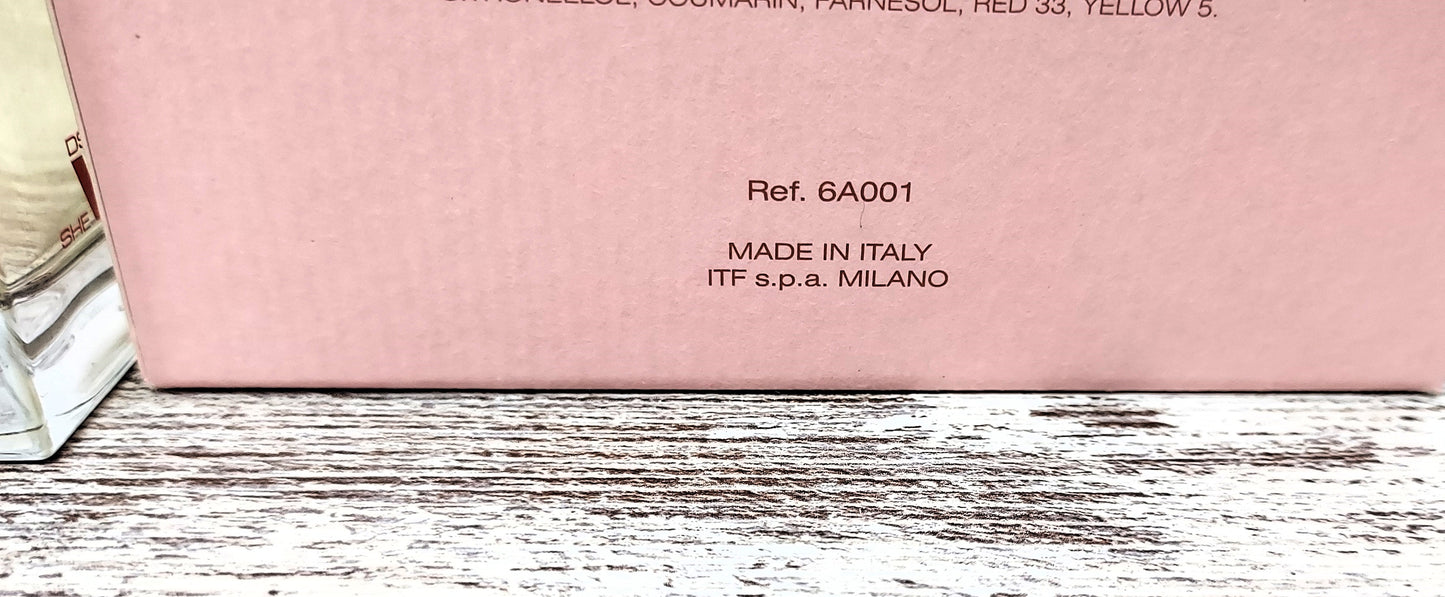 COUMARIN, FARNESOL, RED 33, YELLOW 5.
Ref. 6A001
MADE IN ITALY
ITF s.p.a. MILANO
SHE